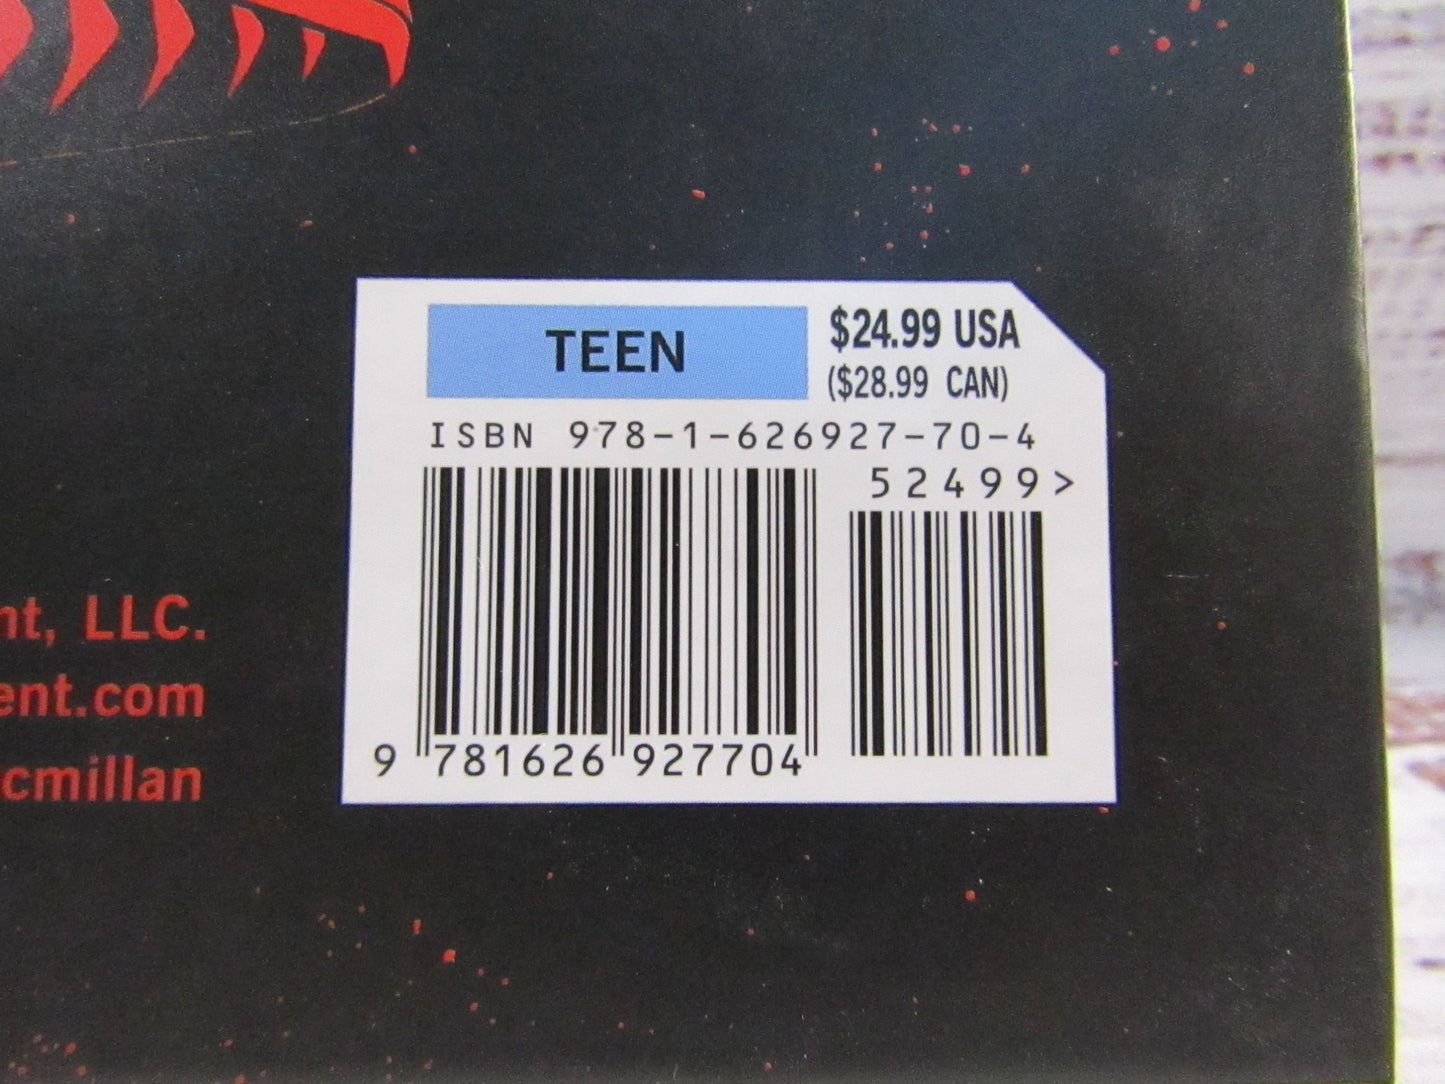 TEEN
$24.99 USA
($28.99 CAN)
ISBN 978-1-626927-70-4
52499>
9 781626 927704
nt, LLC.
ent.com
cmillan